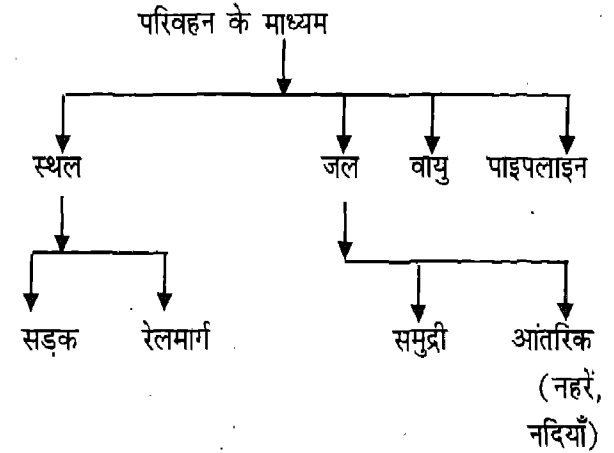 परिवहन के माध्यम
स्थल जल वायु पाइपलाइन
सड़क रेलमार्ग समुद्री आंतरिक
(नहरें,
नदियाँ)